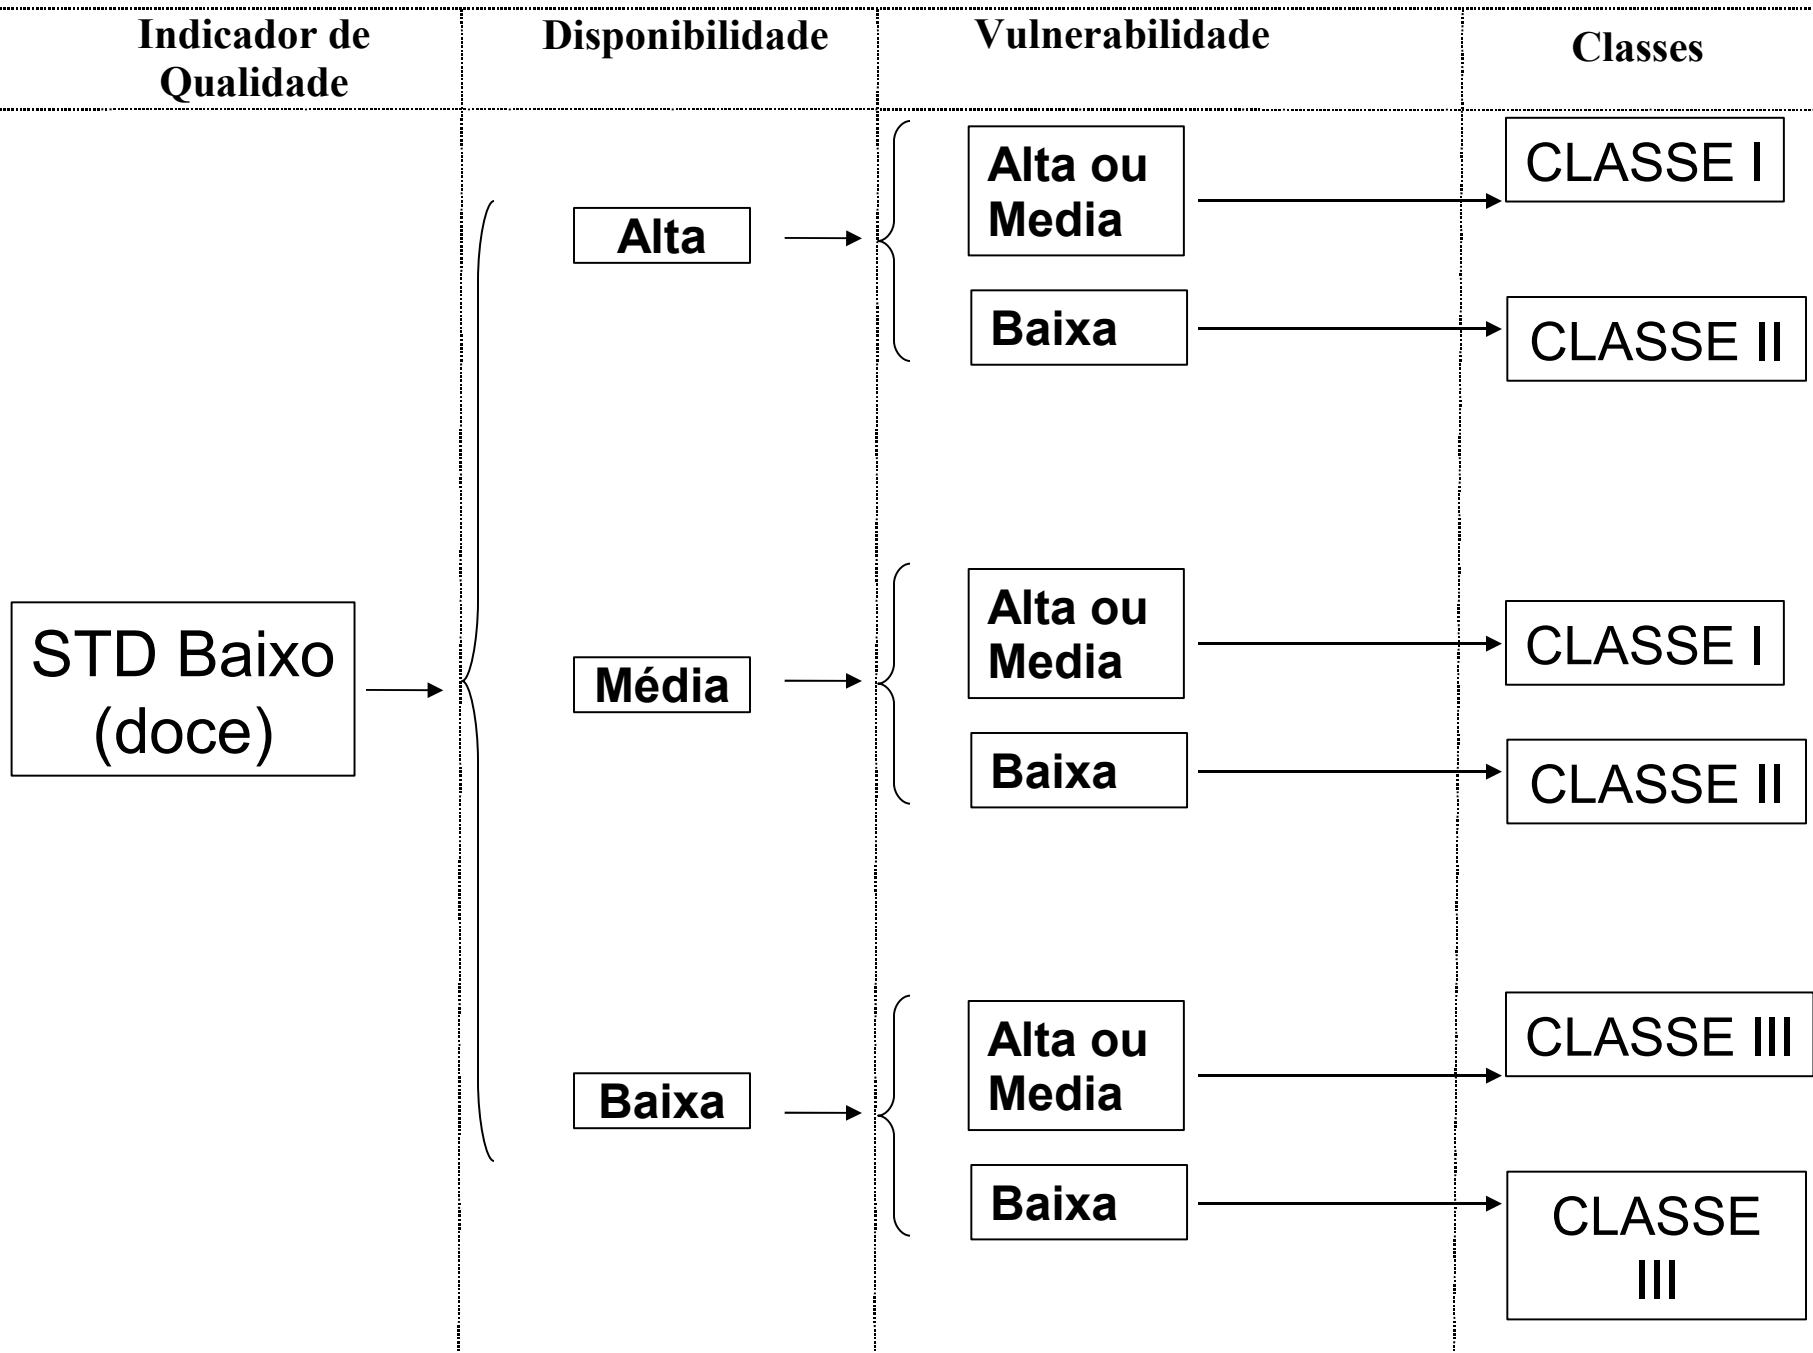 Indicador de
Qualidade
Disponibilidade
Vulnerabilidade
Classes
STD Baixo
(doce)
Alta
Alta ou
Media
CLASSE I
Baixa
CLASSE II
Média
Alta ou
Media
CLASSE I
Baixa
CLASSE II
Baixa
Alta ou
Media
CLASSE III
Baixa
CLASSE
III